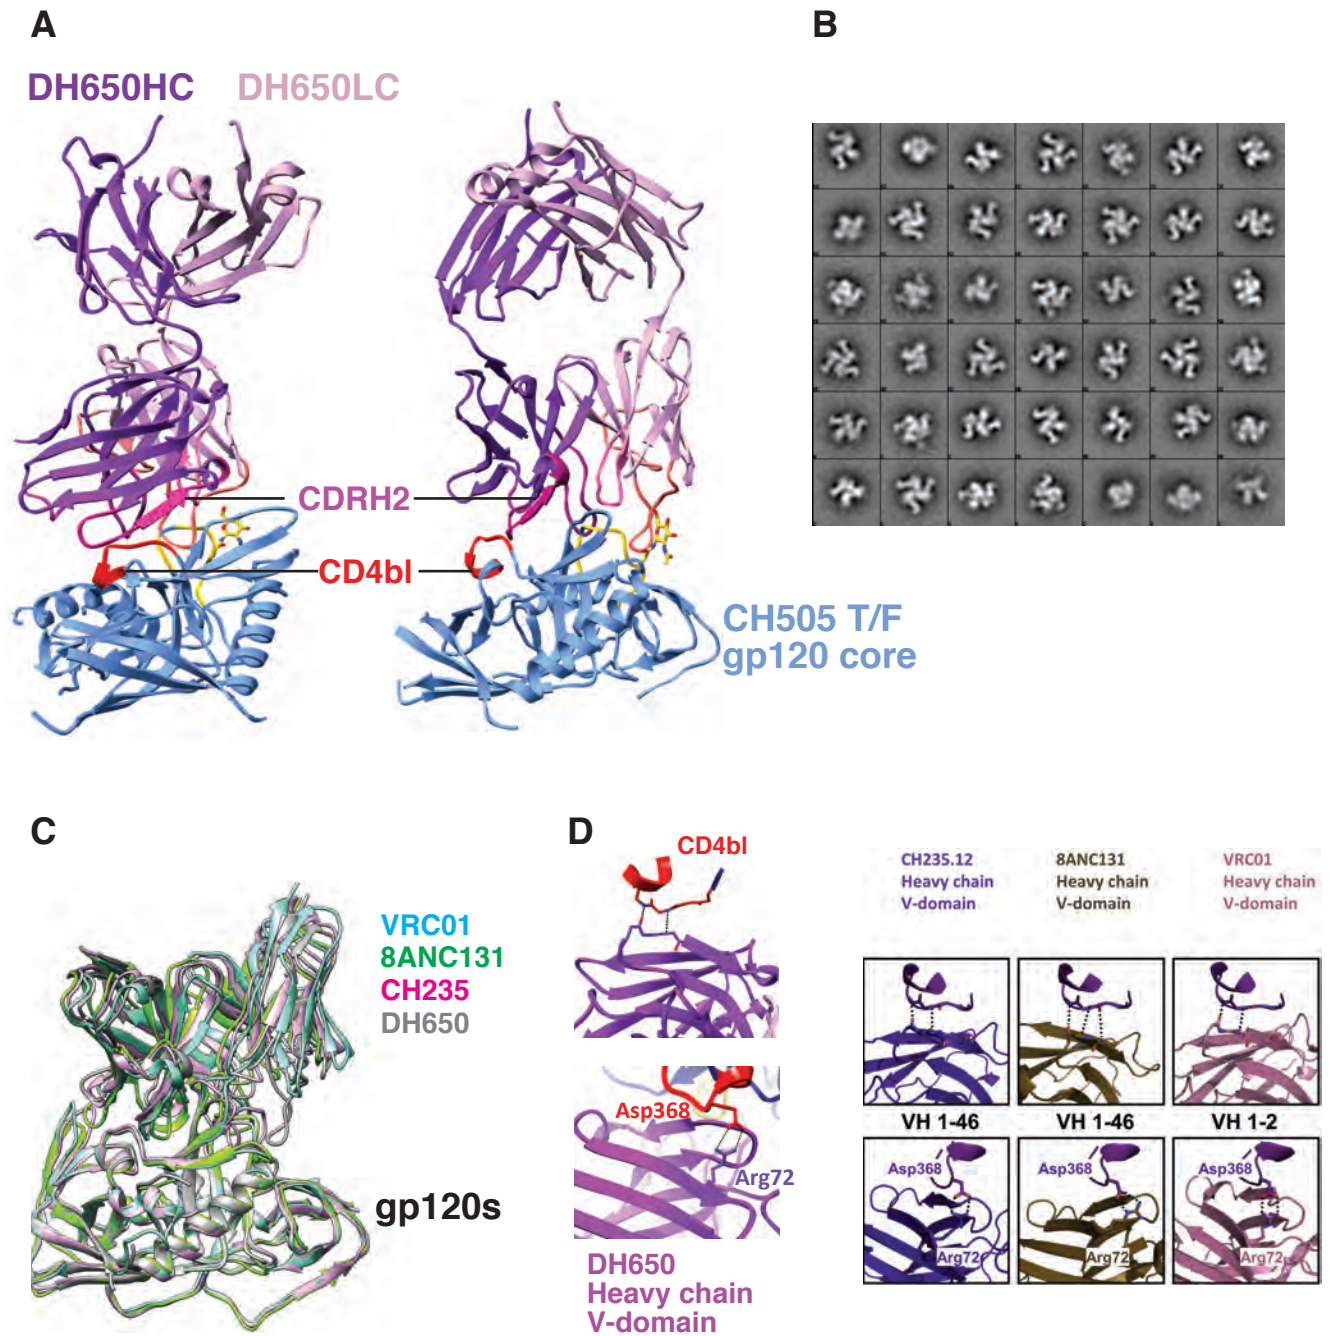 A
B
DH650HC DH650LC
CDRH2
CD4bl
CH505 T/F
gp120 core
C
VRC01
8ANC131
CH235
DH650
gp120s
D
CD4bl
Asp368
Arg72
DH650
Heavy chain
V-domain
CH235.12
Heavy chain
V-domain
8ANC131
Heavy chain
V-domain
VRC01
Heavy chain
V-domain
VH 1-46
VH 1-46
VH 1-2
Asp368
Asp368
Asp368
Arg72
Arg72
Arg72